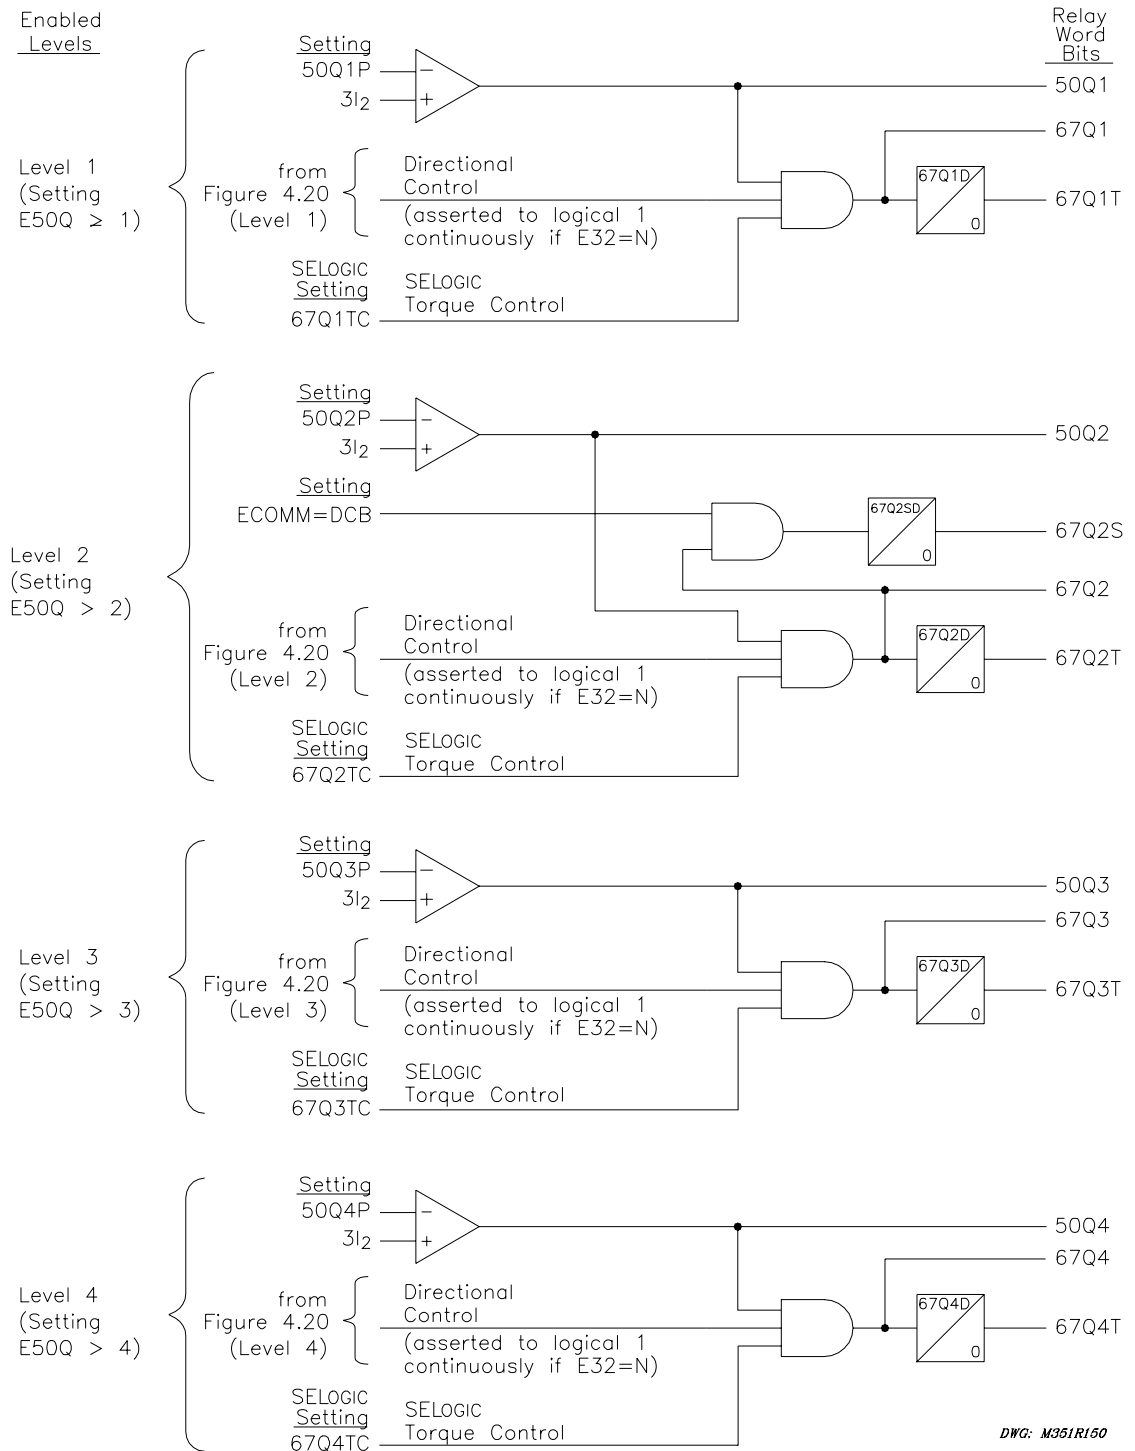 Enabled
Levels
Relay
Word
Bits
Level 1
(Setting
E50Q ≥ 1)
Setting
50Q1P
−
3I2
+
from
Figure 4.20
(Level 1)
Directional
Control
(asserted to logical 1
continuously if E32=N)
SELOGIC
Setting
67Q1TC
SELOGIC
Torque Control
67Q1D
0
50Q1
67Q1
67Q1T
Level 2
(Setting
E50Q > 2)
Setting
50Q2P
−
3I2
+
Setting
ECOMM=DCB
from
Figure 4.20
(Level 2)
Directional
Control
(asserted to logical 1
continuously if E32=N)
SELOGIC
Setting
67Q2TC
SELOGIC
Torque Control
67Q2SD
0
67Q2D
0
50Q2
67Q2S
67Q2
67Q2T
Level 3
(Setting
E50Q > 3)
Setting
50Q3P
−
3I2
+
from
Figure 4.20
(Level 3)
Directional
Control
(asserted to logical 1
continuously if E32=N)
SELOGIC
Setting
67Q3TC
SELOGIC
Torque Control
67Q3D
0
50Q3
67Q3
67Q3T
Level 4
(Setting
E50Q > 4)
Setting
50Q4P
−
3I2
+
from
Figure 4.20
(Level 4)
Directional
Control
(asserted to logical 1
continuously if E32=N)
SELOGIC
Setting
67Q4TC
SELOGIC
Torque Control
67Q4D
0
50Q4
67Q4
67Q4T
DWG: M351R150